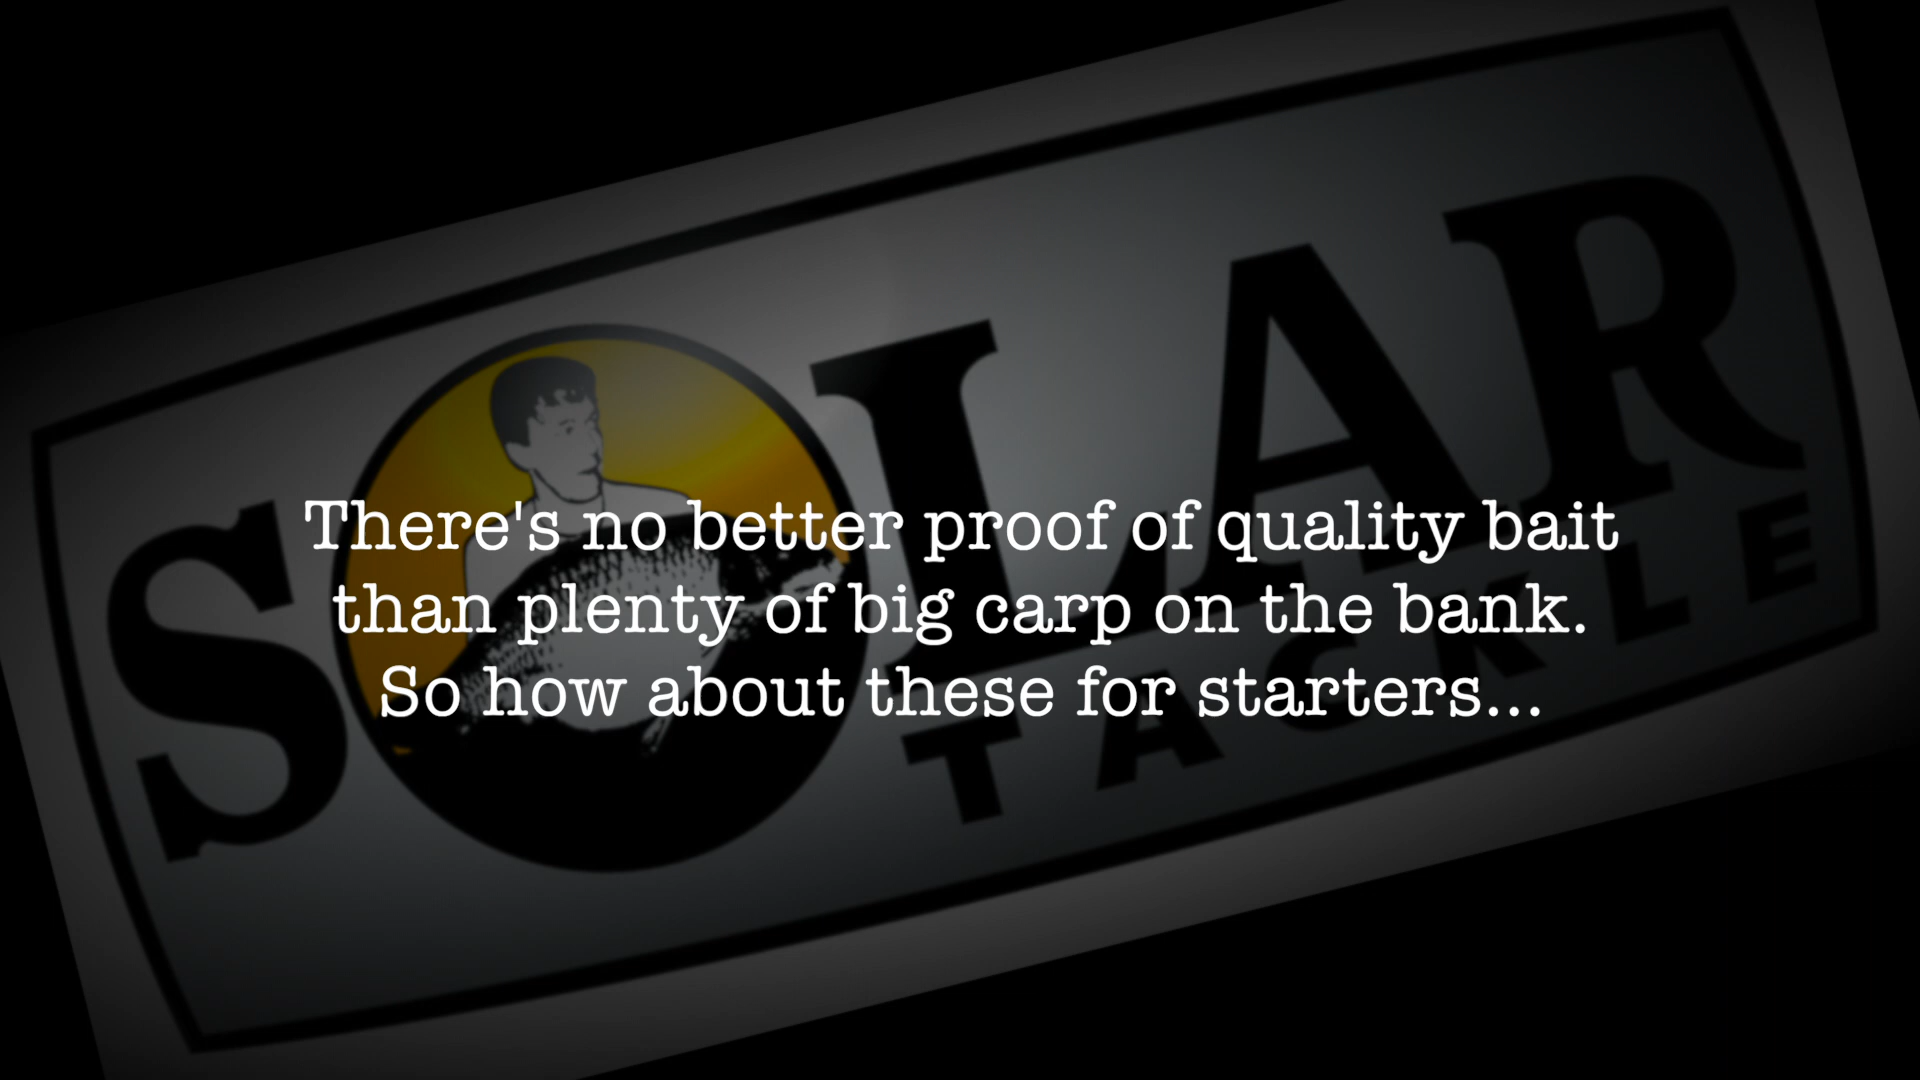 SOLAR
TACKLE
There's no better proof of quality bait
than plenty of big carp on the bank.
So how about these for starters...